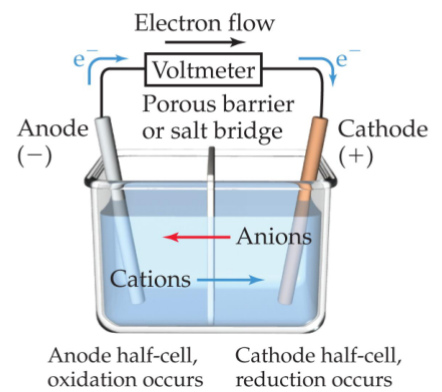 Electron flow
e⁻
Voltmeter
e⁻
Porous barrier
or salt bridge
Anode
(−)
Cathode
(+)
Anions
Cations
Anode half-cell,
oxidation occurs
Cathode half-cell,
reduction occurs